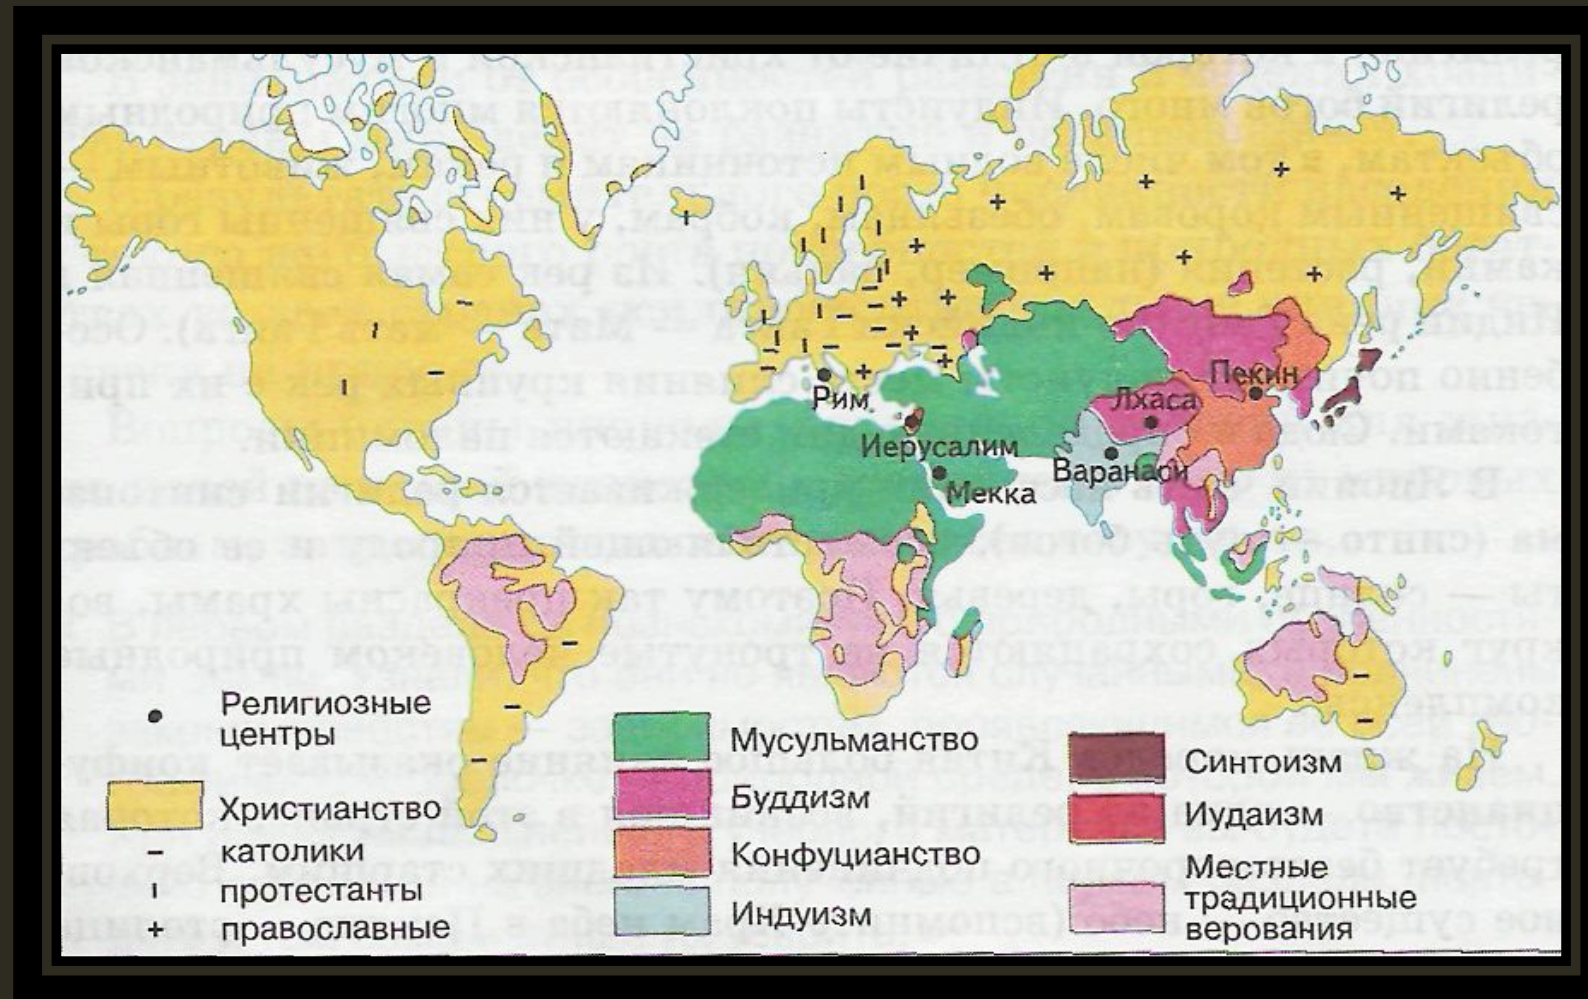 Пекин
Лхаса
Рим
Иерусалим
Варанаси
Мекка
Религиозные
центры
Христианство
католики
протестанты
православные
Мусульманство
Буддизм
Конфуцианство
Индуизм
Синтоизм
Иудаизм
Местные
традиционные
верования